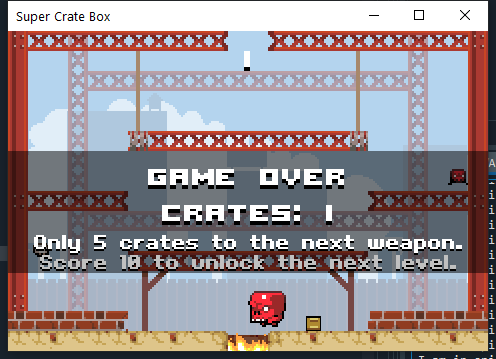 Super Crate Box
1
GAME OVER
CRATES: 1
Only 5 crates to the next weapon.
Score 10 to unlock the next level.